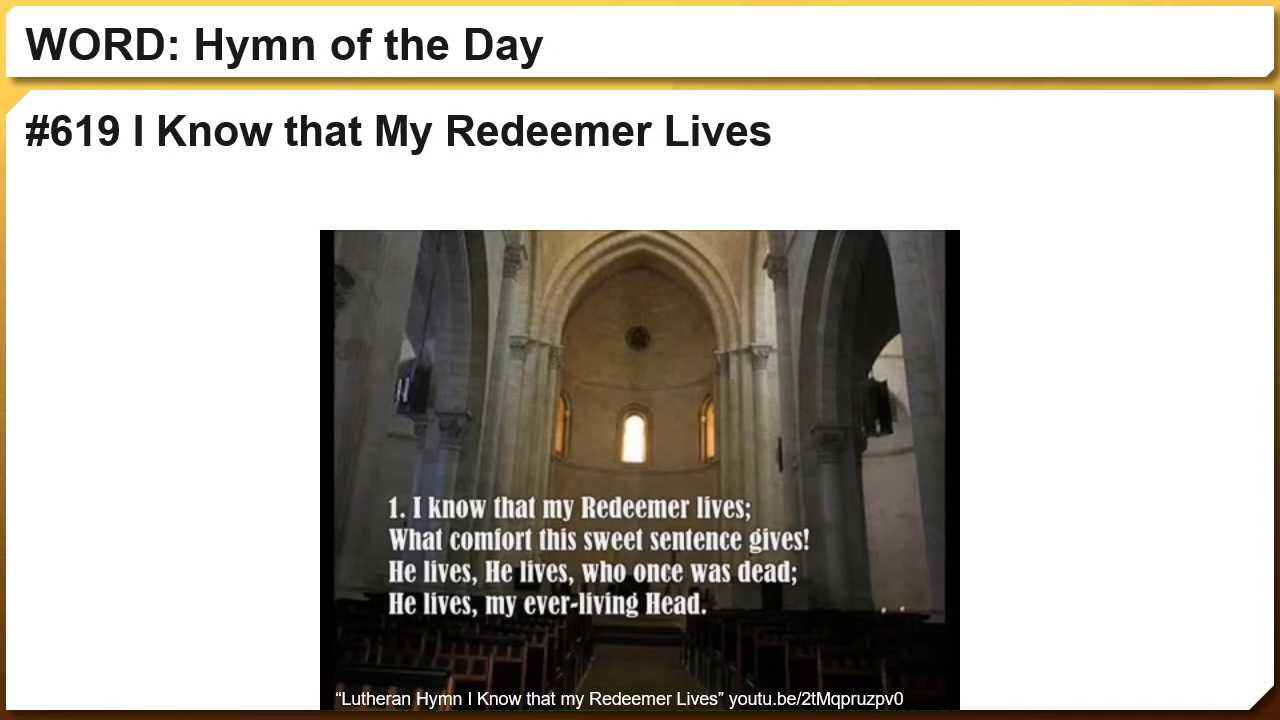 WORD: Hymn of the Day
#619 I Know that My Redeemer Lives
1. I know that my Redeemer lives;
What comfort this sweet sentence gives!
He lives, He lives, who once was dead;
He lives, my ever-living Head.
“Lutheran Hymn I Know that my Redeemer Lives” youtu.be/2tMqpruzpv0